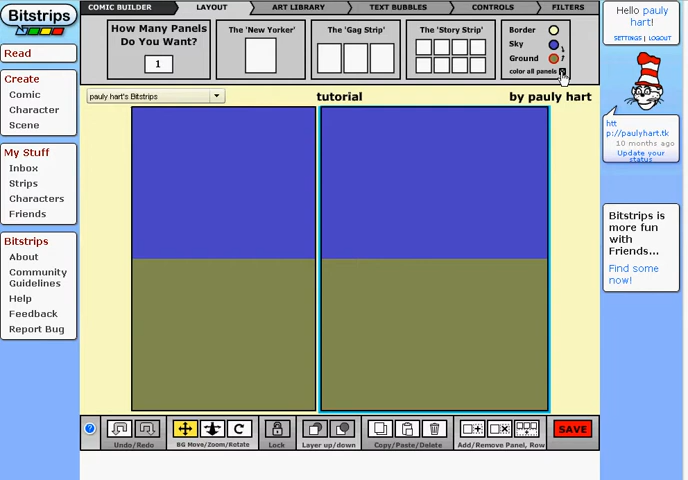 Bitstrips
Read
Create
Comic
Character
Scene
My Stuff
Inbox
Strips
Characters
Friends
Bitstrips
About
Community
Guidelines
Help
Feedback
Report Bug
COMIC BUILDER
LAYOUT
ART LIBRARY
TEXT BUBBLES
CONTROLS
FILTERS
How Many Panels
Do You Want?
1
The 'New Yorker'
The 'Gag Strip'
The 'Story Strip'
Border
Sky
Ground
color all panels
pauly hart's Bitstrips
tutorial
by pauly hart
?
Undo/Redo
BG Move/Zoom/Rotate
Lock
Layer up/down
Copy/Paste/Delete
Add/Remove Panel, Row
SAVE
Hello pauly
hart!
SETTINGS | LOGOUT
htt
p://paulyhart.tk
10 months ago
Update your
status
Bitstrips is
more fun
with
Friends...
Find some
now!